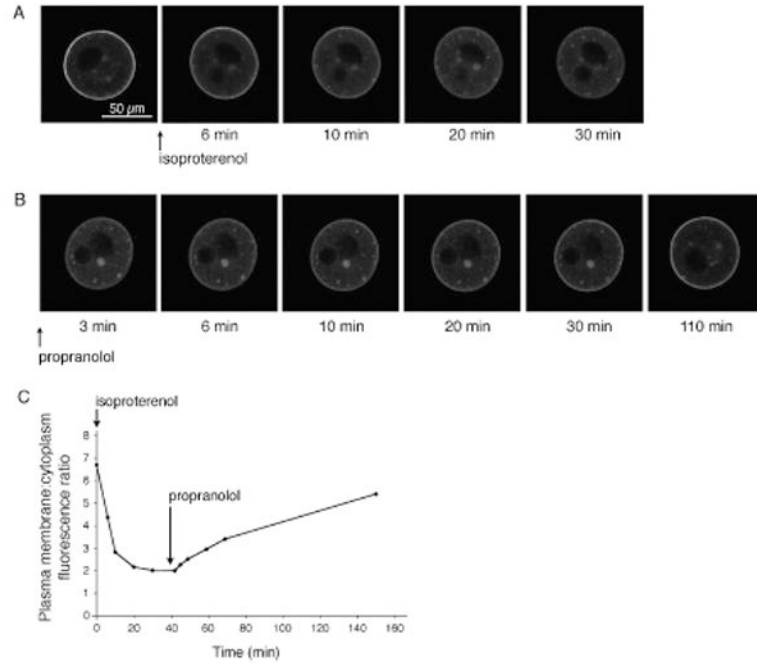 A
50 µm
6 min
10 min
20 min
30 min
isoproterenol
B
3 min
6 min
10 min
20 min
30 min
110 min
propranolol
C
isoproterenol
propranolol
Plasma membrane:cytoplasm
fluorescence ratio
8
7
6
5
4
3
2
1
0
0 20 40 60 80 100 120 140 160
Time (min)